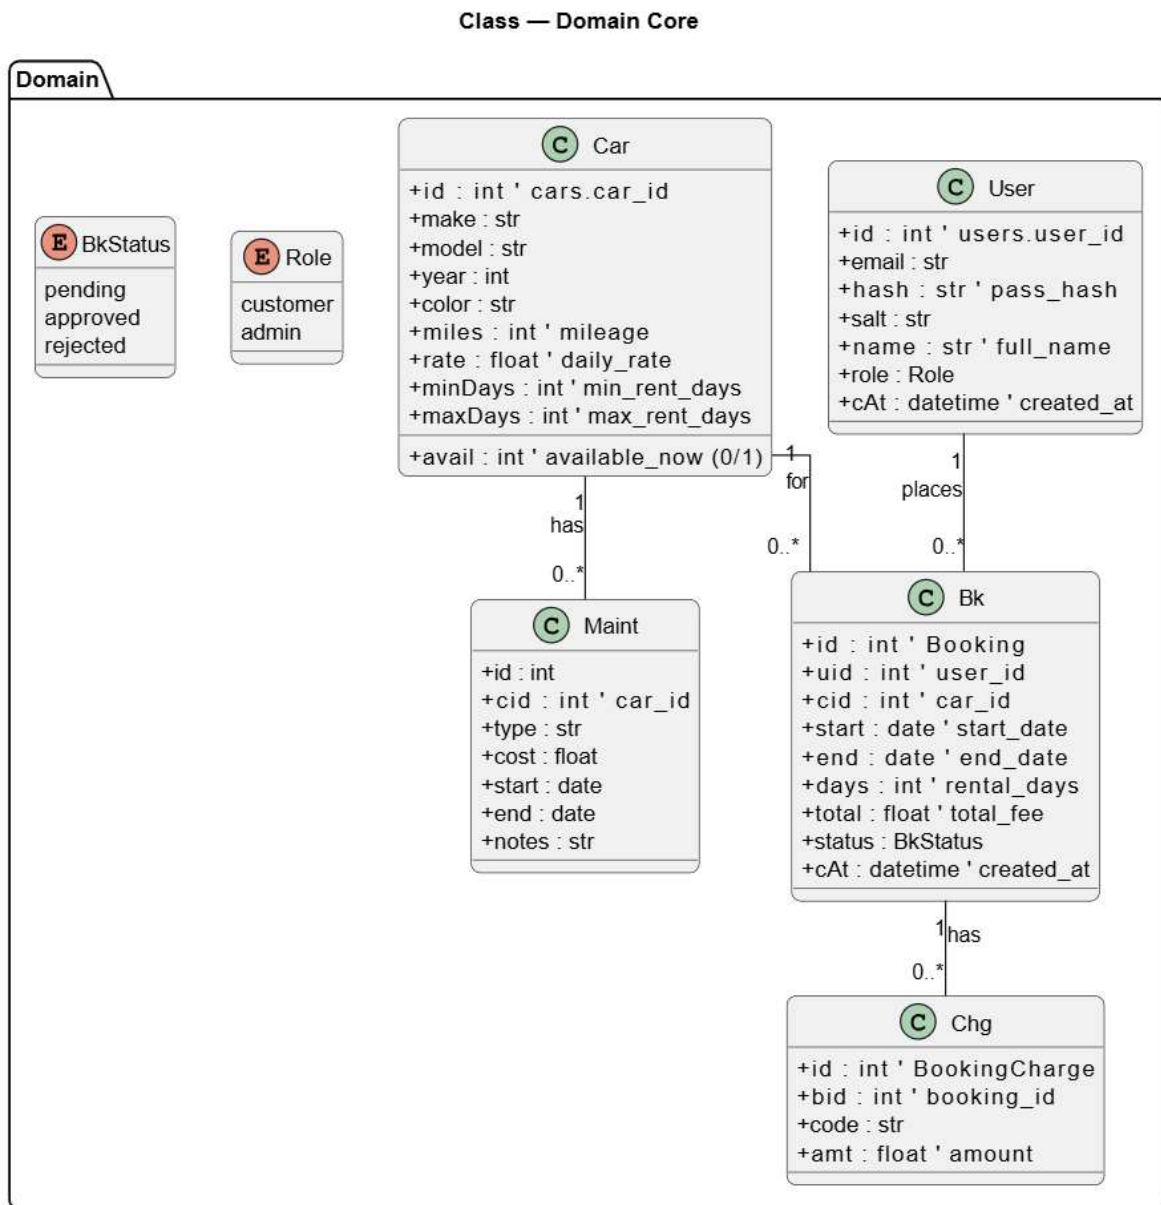 Class — Domain Core
Domain
E BkStatus
pending
approved
rejected
E Role
customer
admin
C Car
+id : int ' cars.car_id
+make : str
+model : str
+year : int
+color : str
+miles : int ' mileage
+rate : float ' daily_rate
+minDays : int ' min_rent_days
+maxDays : int ' max_rent_days
+avail : int ' available_now (0/1)
C User
+id : int ' users.user_id
+email : str
+hash : str ' pass_hash
+salt : str
+name : str ' full_name
+role : Role
+cAt : datetime ' created_at
1
has
0..*
1
for
0..*
1
places
0..*
C Maint
+id : int
+cid : int ' car_id
+type : str
+cost : float
+start : date
+end : date
+notes : str
C Bk
+id : int ' Booking
+uid : int ' user_id
+cid : int ' car_id
+start : date ' start_date
+end : date ' end_date
+days : int ' rental_days
+total : float ' total_fee
+status : BkStatus
+cAt : datetime ' created_at
1
has
0..*
C Chg
+id : int ' BookingCharge
+bid : int ' booking_id
+code : str
+amt : float ' amount